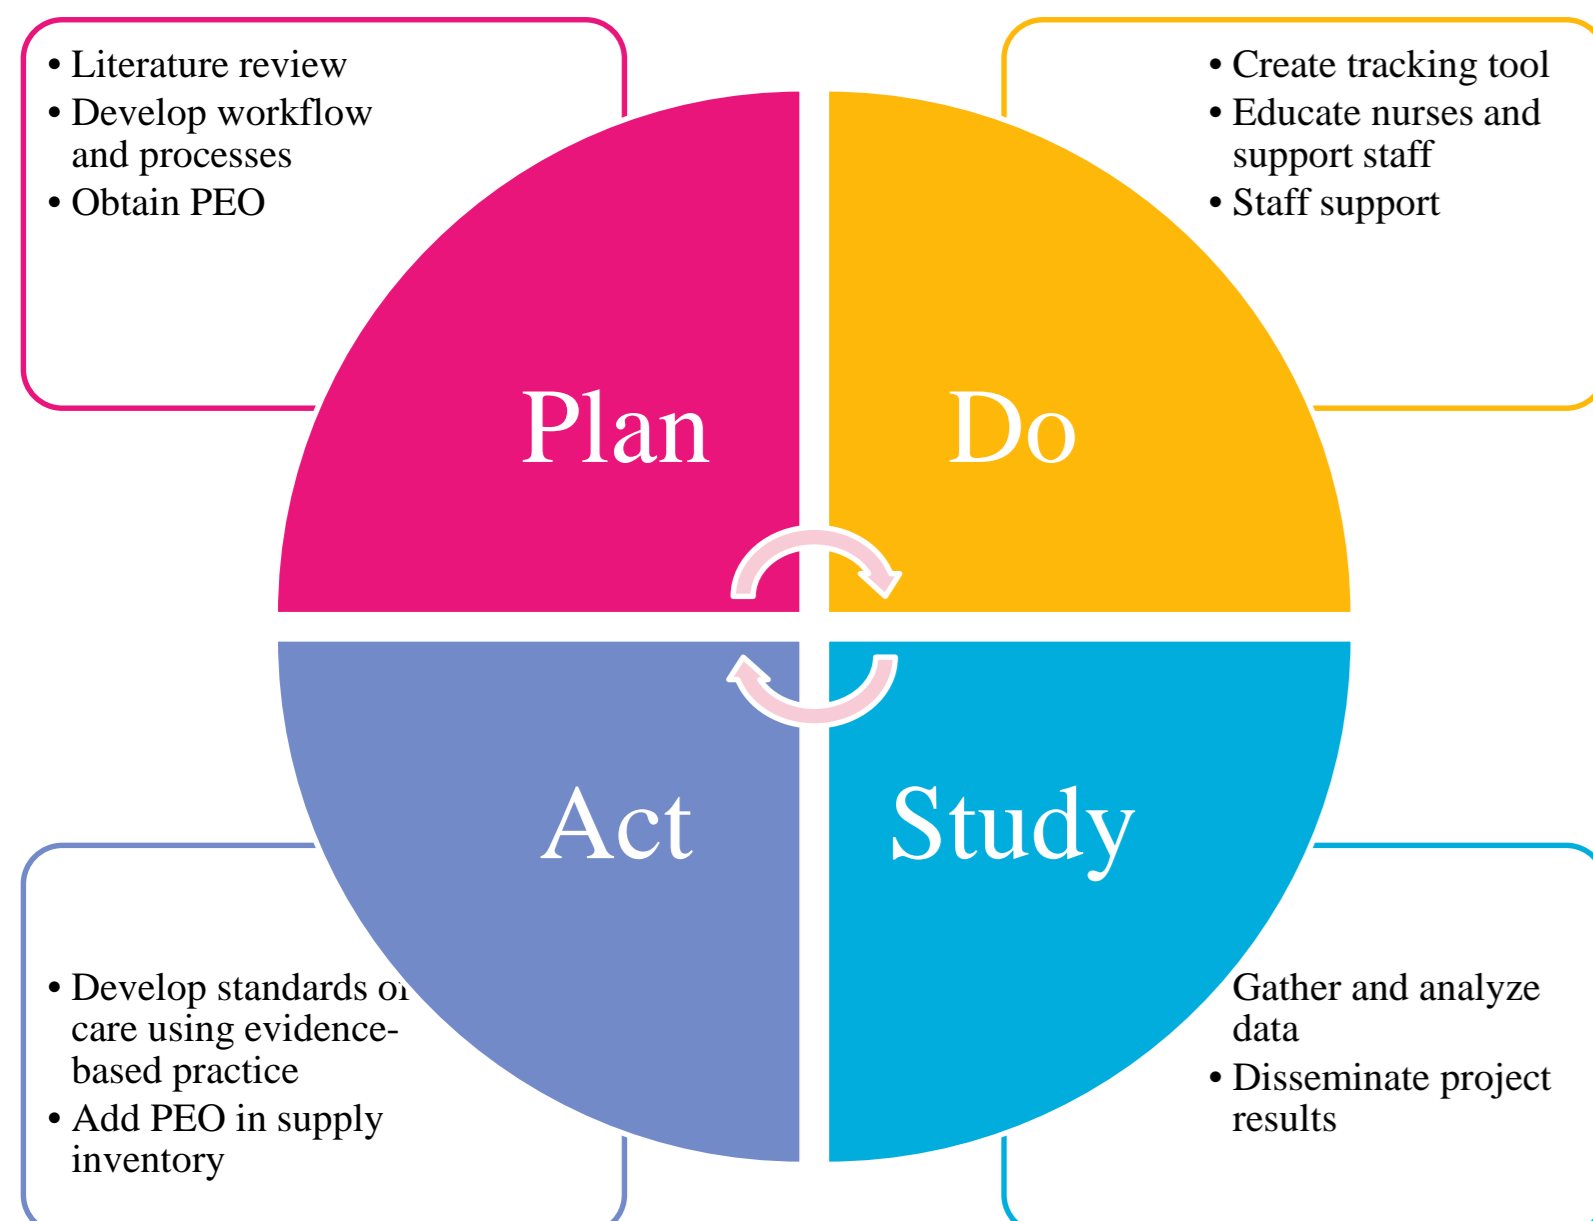 • Literature review
• Develop workflow
and processes
• Obtain PEO
• Create tracking tool
• Educate nurses and
support staff
• Staff support
Plan
Do
Act
Study
• Develop standards of
care using evidence-
based practice
• Add PEO in supply
inventory
Gather and analyze
data
• Disseminate project
results